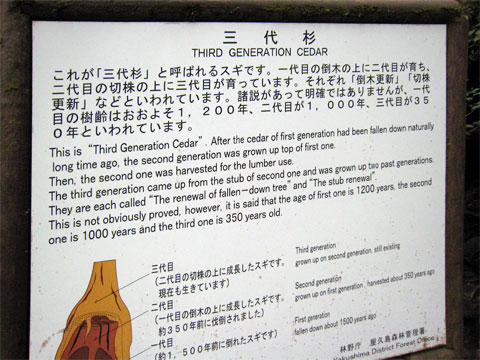 三代杉
THIRD GENERATION CEDAR
これが「三代杉」と呼ばれるスギです。一代目の倒木の上に二代目が育ち、
二代目の切株の上に三代目が育っています。それぞれ「倒木更新」「切株
更新」などといわれています。諸説があって明確ではありませんが、一代
目の樹齢はおおよそ１，２００年、二代目が１，０００年、三代目が３５
０年といわれています。
This is “Third Generation Cedar”. After the cedar of first generation had been fallen down naturally
long time ago, the second generation was grown up top of first one.
Then, the second one was harvested for the lumber use.
The third generation came up from the stub of second one and was grown up two past generations.
They are each called “The renewal of fallen-down tree” and “The stub renewal”.
This is not obviously proved, however, it is said that the age of first one is 1200 years, the second
one is 1000 years and the third one is 350 years old.
三代目
（二代目の切株の上に成長したスギです。
現在も生きています）
Third generation
grown up on second generation, still existing
二代目
（一代目の倒木の上に成長したスギです。
約３５０年前に伐倒されました）
Second generation
grown up on first generation, harvested about 350 years ago
一代目
（約１，５００年前に倒れたスギです）
First generation
fallen down about 1500 years ago
林野庁 屋久島森林管理署
Yakushima District Forest Office